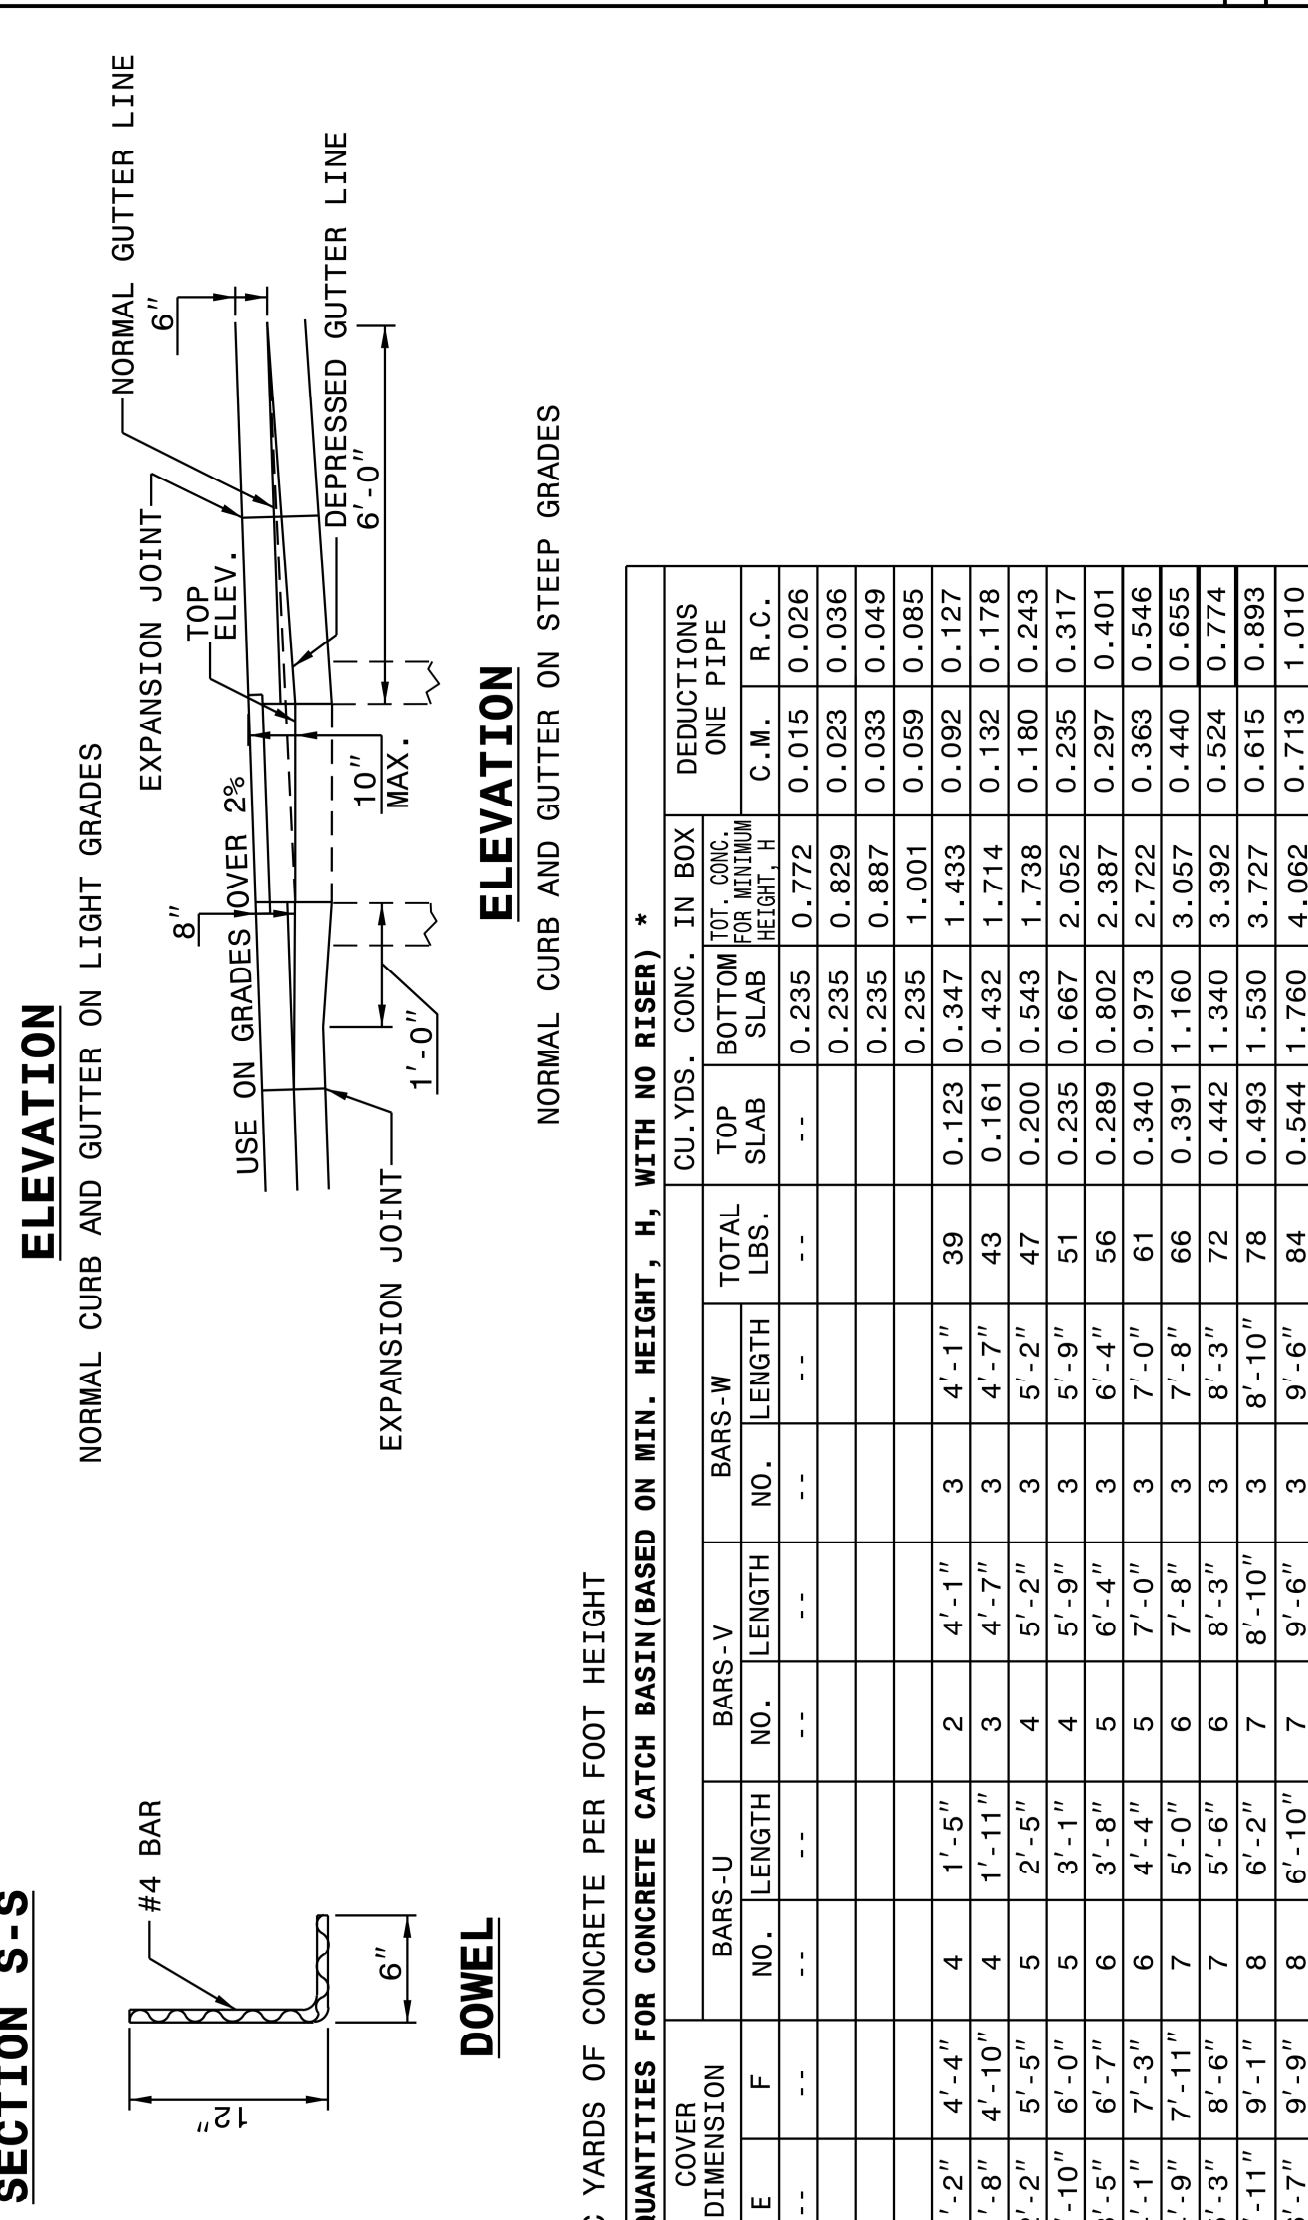 SECTION S-S
ELEVATION
NORMAL CURB AND GUTTER ON LIGHT GRADES
NORMAL GUTTER LINE
#4 BAR
EXPANSION JOINT
6"
8"
TOP
ELEV.
12"
USE ON GRADES OVER 2%
DEPRESSED GUTTER LINE
6"
EXPANSION JOINT
1'-0"
10"
MAX.
6'-0"
DOWEL
ELEVATION
NORMAL CURB AND GUTTER ON STEEP GRADES
YARDS OF CONCRETE PER FOOT HEIGHT
QUANTITIES FOR CONCRETE CATCH BASIN(BASED ON MIN. HEIGHT, H, WITH NO RISER) *
COVER
DIMENSION
CU.YDS. CONC. IN BOX
DEDUCTIONS
ONE PIPE
BARS-U
BARS-V
BARS-W
TOTAL
LBS.
TOP
SLAB
BOTTOM
SLAB
TOT. CONC.
FOR MINIMUM
HEIGHT, H
E F NO. LENGTH NO. LENGTH NO. LENGTH C.M. R.C.
-- -- -- -- -- -- -- -- -- -- 0.235 0.772 0.015 0.026
0.235 0.829 0.023 0.036
0.235 0.887 0.033 0.049
0.235 1.001 0.059 0.085
4'-4" 4 1'-5" 2 4'-1" 3 4'-1" 39 0.123 0.347 1.433 0.092 0.127
4'-10" 4 1'-11" 3 4'-7" 3 4'-7" 43 0.161 0.432 1.714 0.132 0.178
5'-5" 5 2'-5" 4 5'-2" 3 5'-2" 47 0.200 0.543 1.738 0.180 0.243
6'-0" 5 3'-1" 4 5'-9" 3 5'-9" 51 0.235 0.667 2.052 0.235 0.317
6'-7" 6 3'-8" 5 6'-4" 3 6'-4" 56 0.289 0.802 2.387 0.297 0.401
7'-3" 6 4'-4" 5 7'-0" 3 7'-0" 61 0.340 0.973 2.722 0.363 0.546
7'-11" 7 5'-0" 6 7'-8" 3 7'-8" 66 0.391 1.160 3.057 0.440 0.655
8'-6" 7 5'-6" 6 8'-3" 3 8'-3" 72 0.442 1.340 3.392 0.524 0.774
9'-1" 8 6'-2" 7 8'-10" 3 8'-10" 78 0.493 1.530 3.727 0.615 0.893
9'-9" 8 6'-10" 7 9'-6" 3 9'-6" 84 0.544 1.760 4.062 0.713 1.010